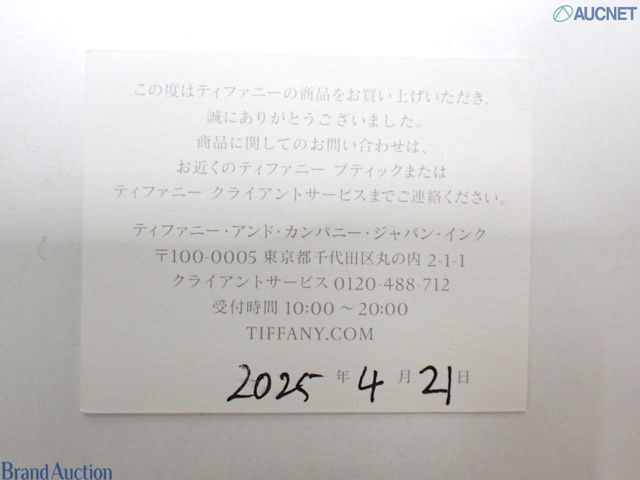 AUCNET
この度はティファニーの商品をお買い上げいただき、
誠にありがとうございました。
商品に関してのお問い合わせは、
お近くのティファニー ブティックまたは
ティファニー クライアントサービスまでご連絡ください。
ティファニー・アンド・カンパニー・ジャパン・インク
〒100-0005 東京都千代田区丸の内 2-1-1
クライアントサービス 0120-488-712
受付時間 10:00 〜 20:00
TIFFANY.COM
2025 年 4 月 21 日
Brand Auction